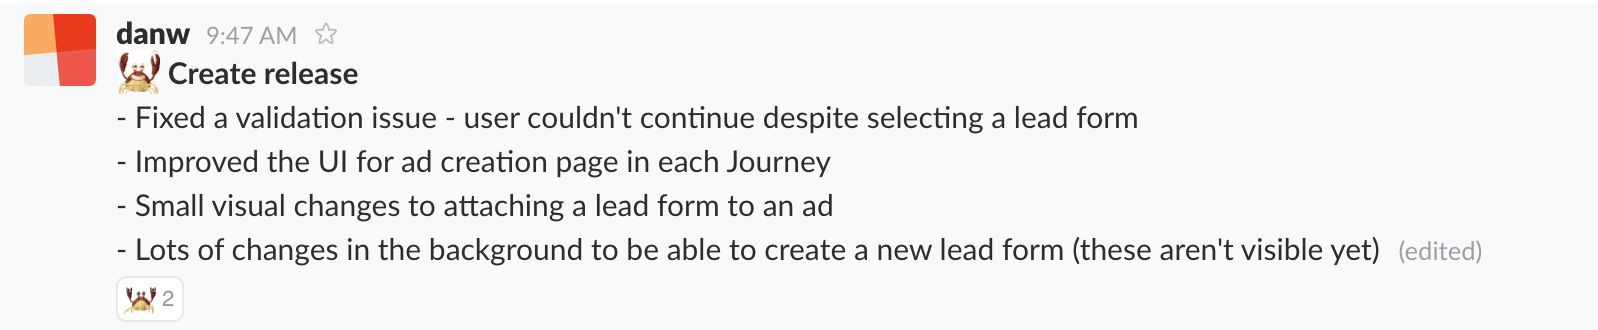 danw 9:47 AM
Create release
- Fixed a validation issue - user couldn't continue despite selecting a lead form
- Improved the UI for ad creation page in each Journey
- Small visual changes to attaching a lead form to an ad
- Lots of changes in the background to be able to create a new lead form (these aren't visible yet) (edited)
2